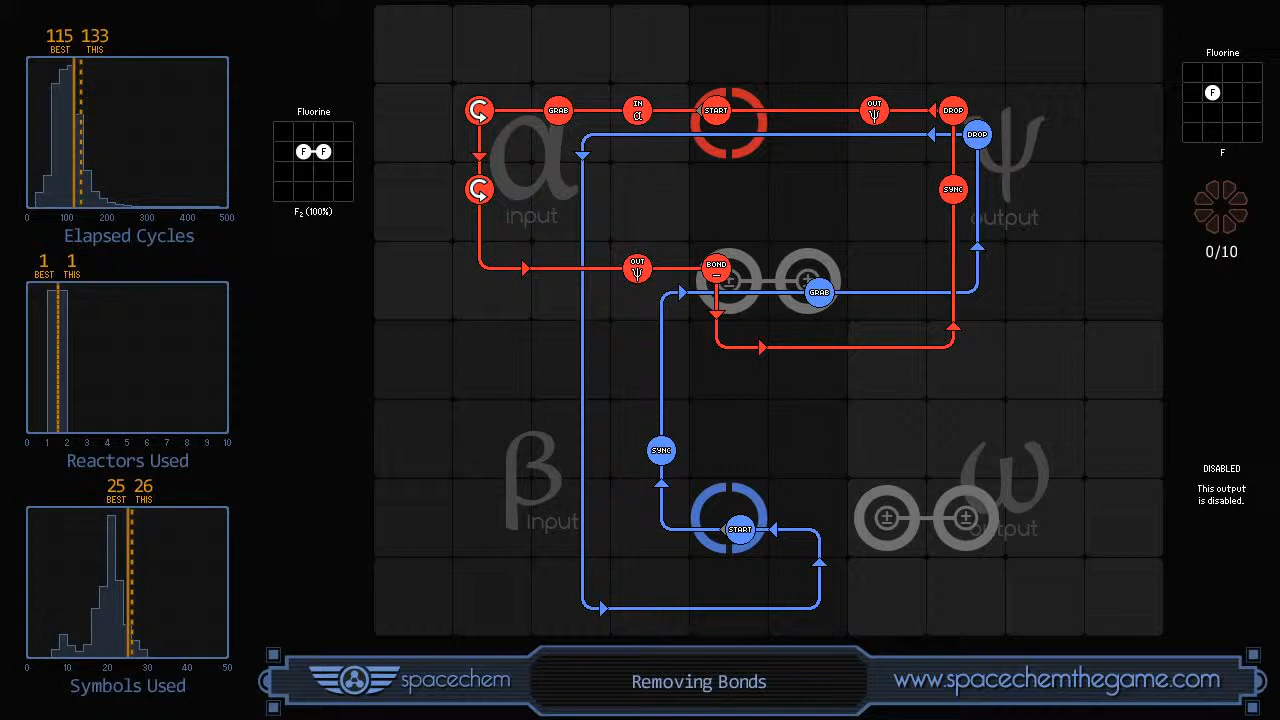 115 133
BEST THIS
0 100 200 300 400 500
Elapsed Cycles
1 1
BEST THIS
0 1 2 3 4 5 6 7 8 9 10
Reactors Used
25 26
BEST THIS
0 10 20 30 40 50
Symbols Used
Fluorine
F F
F₂ (100%)
GRAB
IN
α
START
OUT
Ψ
DROP
DROP
α
input
SYNC
ψ
output
OUT
Ψ
BOND
−
GRAB
SYNC
β
Input
START
ω
output
Fluorine
F
F
0/10
DISABLED
This output
is disabled.
spacechem
Removing Bonds
www.spacechemthegame.com